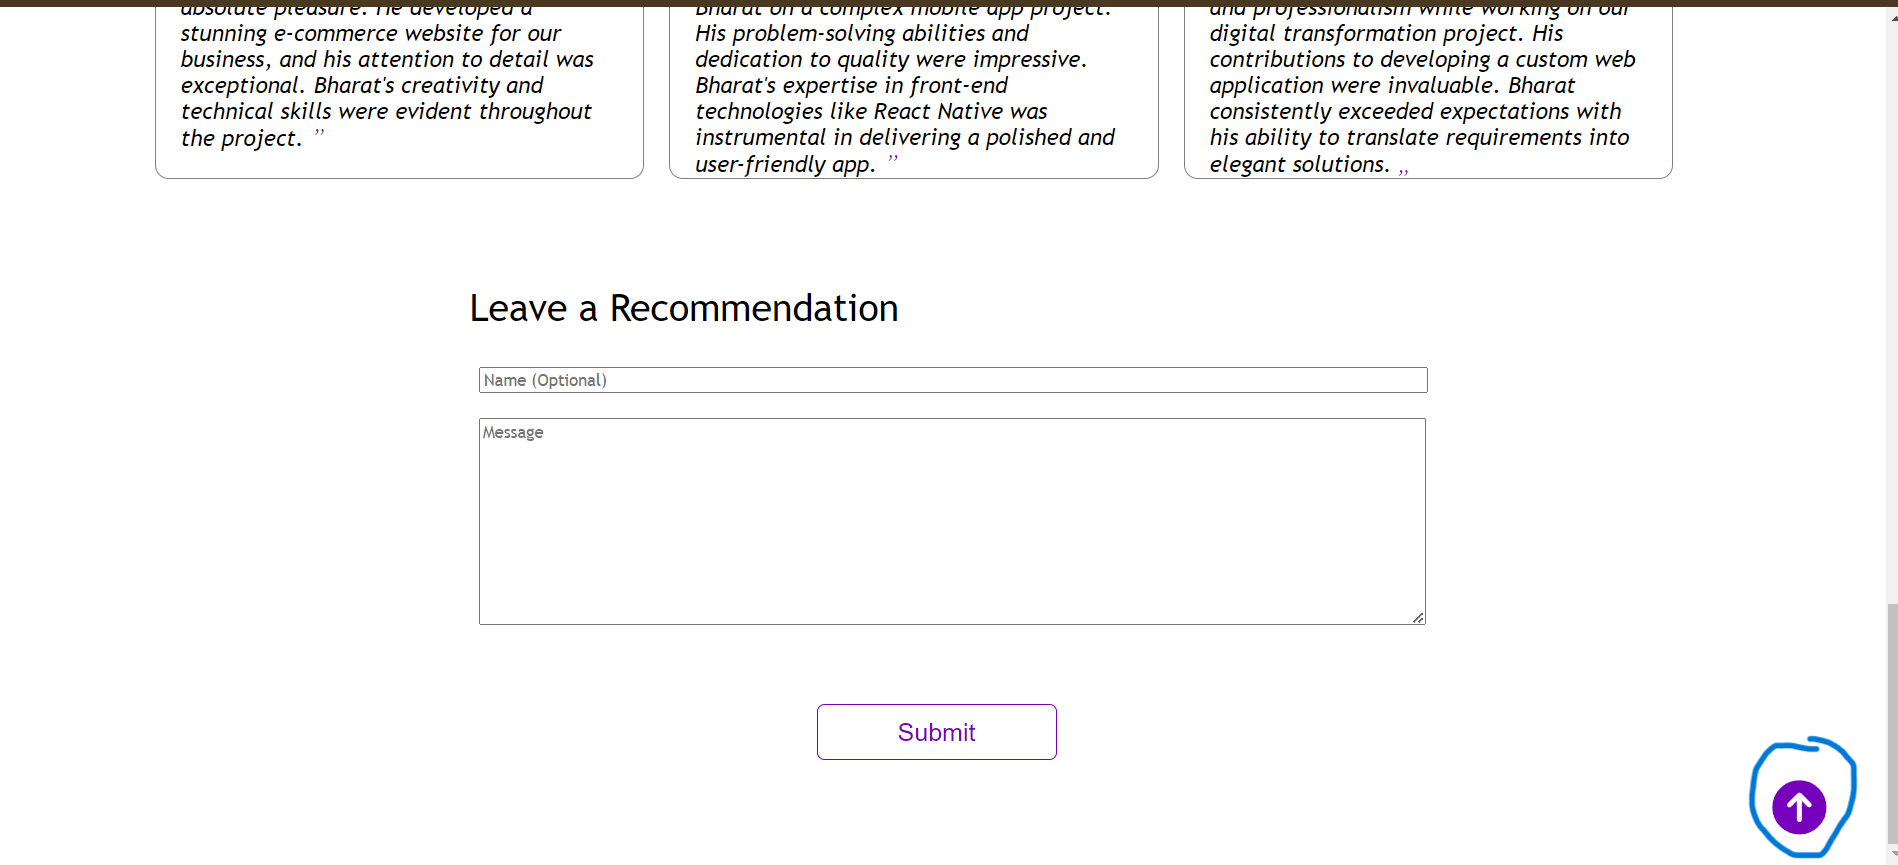 absolute pleasure. He developed a
stunning e-commerce website for our
business, and his attention to detail was
exceptional. Bharat's creativity and
technical skills were evident throughout
the project. ”
Bharat on a complex mobile app project.
His problem-solving abilities and
dedication to quality were impressive.
Bharat's expertise in front-end
technologies like React Native was
instrumental in delivering a polished and
user-friendly app. ”
and professionalism while working on our
digital transformation project. His
contributions to developing a custom web
application were invaluable. Bharat
consistently exceeded expectations with
his ability to translate requirements into
elegant solutions. „
Leave a Recommendation
Name (Optional)
Message
Submit